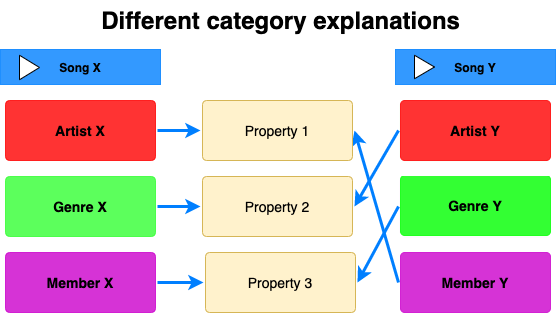 Different category explanations
Song X
Song Y
Artist X
Property 1
Artist Y
Genre X
Property 2
Genre Y
Member X
Property 3
Member Y